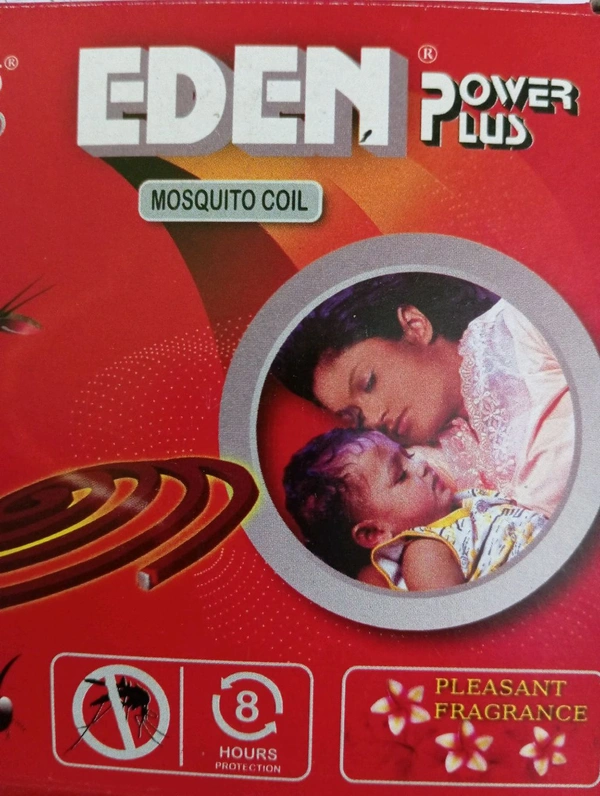 EDEN®
POWER
PLUS
MOSQUITO COIL
8
HOURS
PROTECTION
PLEASANT
FRAGRANCE